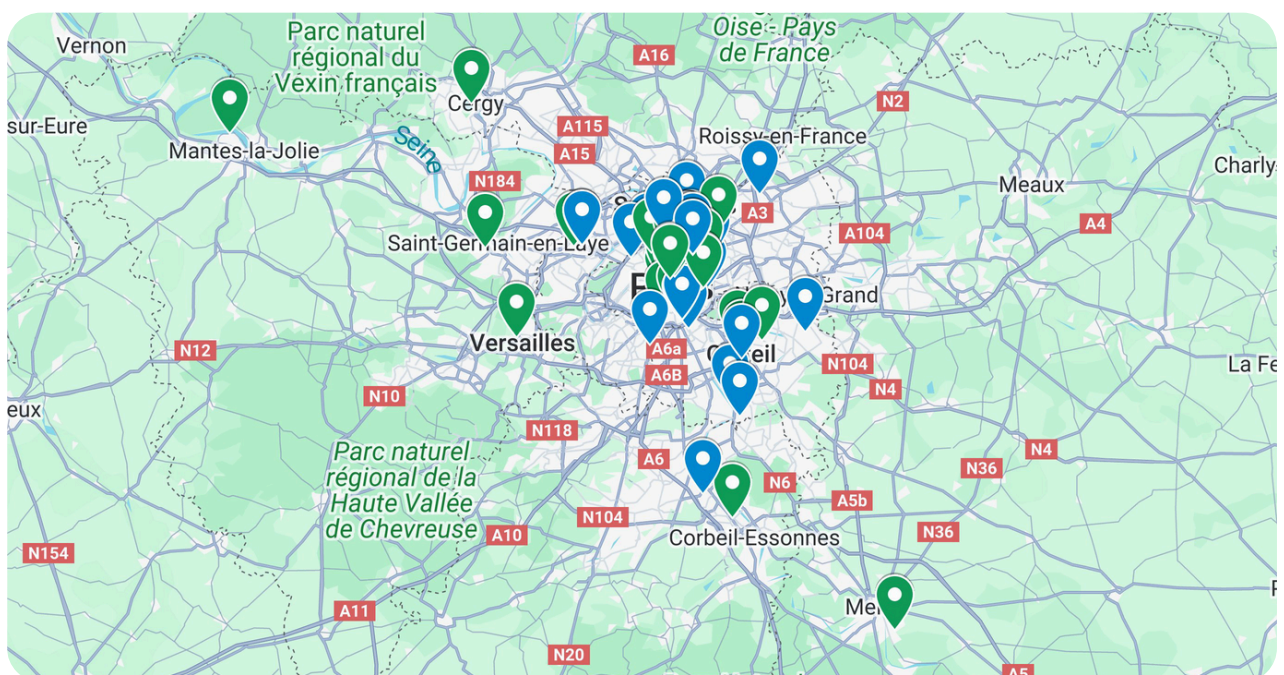 Vernon
Parc naturel
régional du
Véxin français
Oise - Pays
de France
A16
N2
Cergy
sur-Eure
A115
Roissy-en-France
Mantes-la-Jolie
A15
Seine
Charly
N184
Meaux
A3
A4
A104
Saint-Germain-en-Laye
Grand
Versailles
N12
A6a
N104
La Fe
A6B
N4
N10
eux
N118
N4
Parc naturel
régional de la
Haute Vallée
de Chevreuse
A6
N36
N6
A5b
N104
A10
N36
Corbeil-Essonnes
N154
A11
N20
A5